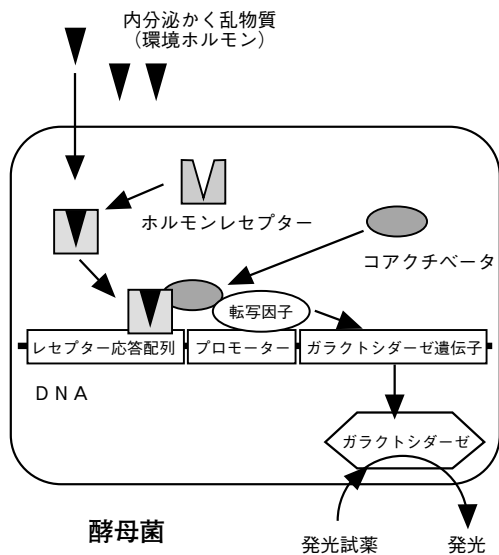 内分泌かく乱物質
（環境ホルモン）
ホルモンレセプター
コアクチベータ
転写因子
レセプター応答配列
プロモーター
ガラクトシダーゼ遺伝子
ＤＮＡ
ガラクトシダーゼ
酵母菌
発光試薬
発光